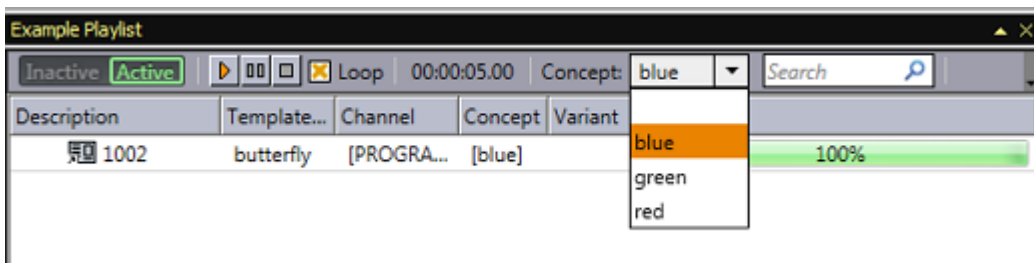 Example Playlist
Inactive Active Loop 00:00:05.00 Concept: blue Search
Description Template... Channel Concept Variant
1002 butterfly [PROGRA... [blue] 100%
blue
green
red